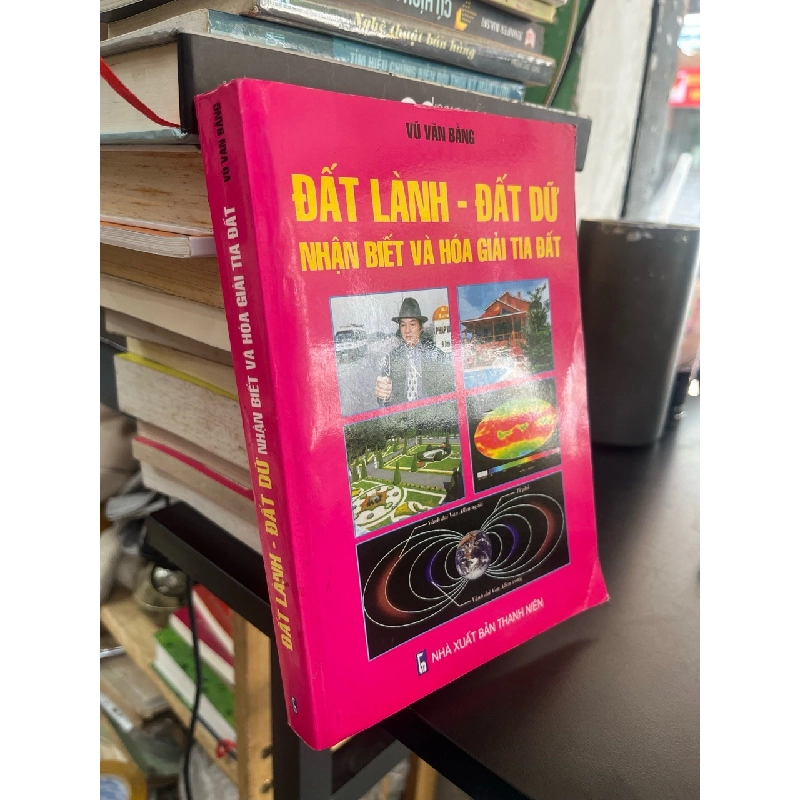 Nghệ thuật bán hàng
VŨ VĂN BẰNG
ĐẤT LÀNH - ĐẤT DỮ
NHẬN BIẾT VÀ HÓA GIẢI TIA ĐẤT
NHÀ XUẤT BẢN THANH NIÊN
VŨ VĂN BẰNG
ĐẤT LÀNH - ĐẤT DỮ NHẬN BIẾT VÀ HÓA GIẢI TIA ĐẤT